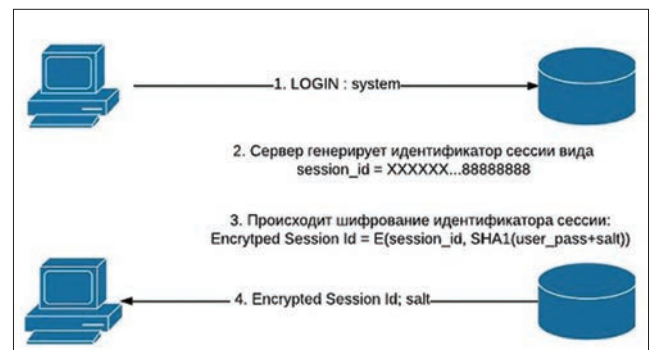 1. LOGIN : system
2. Сервер генерирует идентификатор сессии вида
session_id = XXXXXX...88888888
3. Происходит шифрование идентификатора сессии:
Encrytped Session Id = E(session_id, SHA1(user_pass+salt))
4. Encrypted Session Id; salt